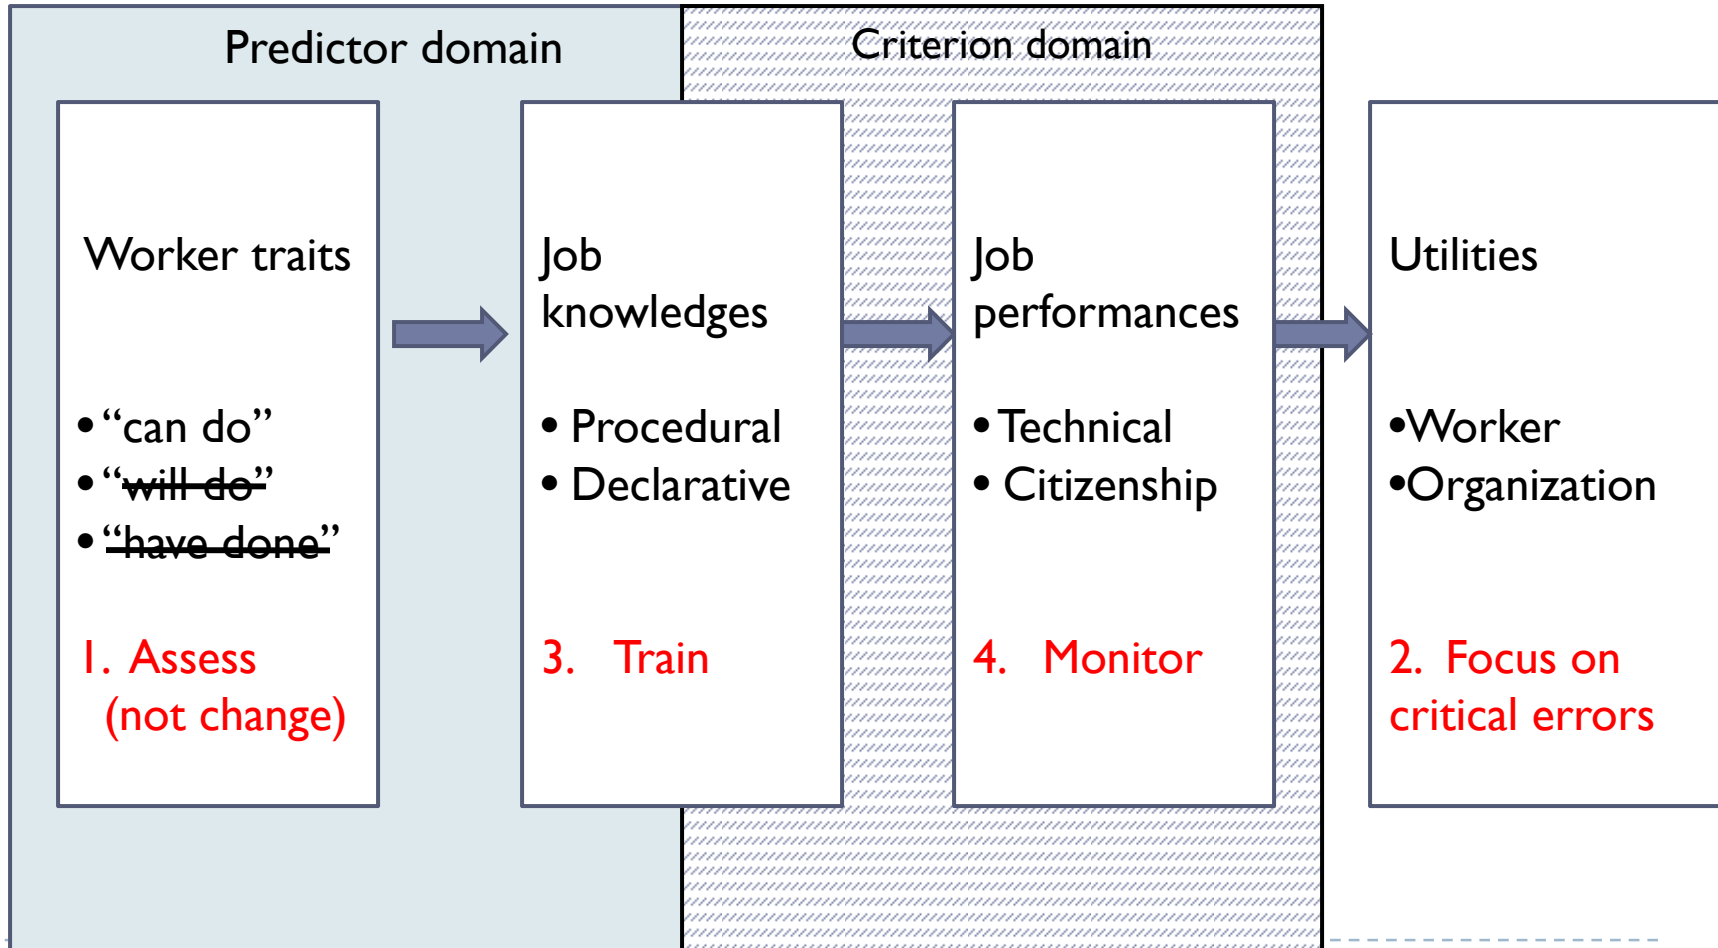 Predictor domain
Criterion domain
Worker traits
• “can do”
• “will do”
• “have done”
1. Assess
(not change)
Job
knowledges
• Procedural
• Declarative
3. Train
Job
performances
• Technical
• Citizenship
4. Monitor
Utilities
•Worker
•Organization
2. Focus on
critical errors